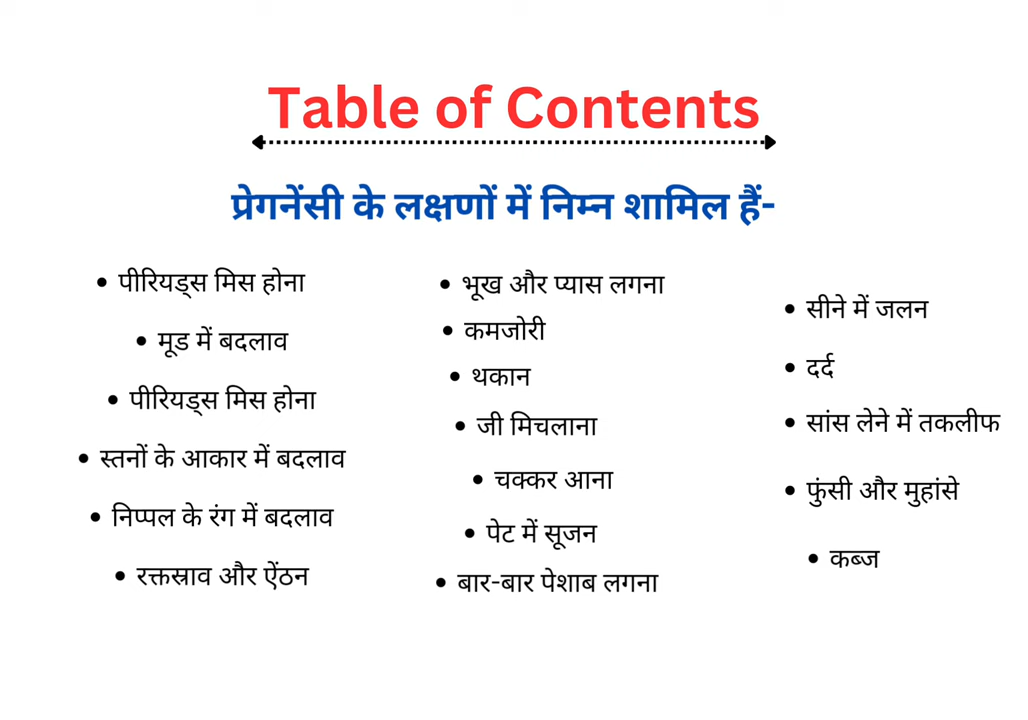 Table of Contents
प्रेगनेंसी के लक्षणों में निम्न शामिल हैं-
• पीरियड्स मिस होना
• मूड में बदलाव
• पीरियड्स मिस होना
• स्तनों के आकार में बदलाव
• निप्पल के रंग में बदलाव
• रक्तस्राव और ऐंठन
• भूख और प्यास लगना
• कमजोरी
• थकान
• जी मिचलाना
• चक्कर आना
• पेट में सूजन
• बार-बार पेशाब लगना
• सीने में जलन
• दर्द
• सांस लेने में तकलीफ
• फुंसी और मुहांसे
• कब्ज